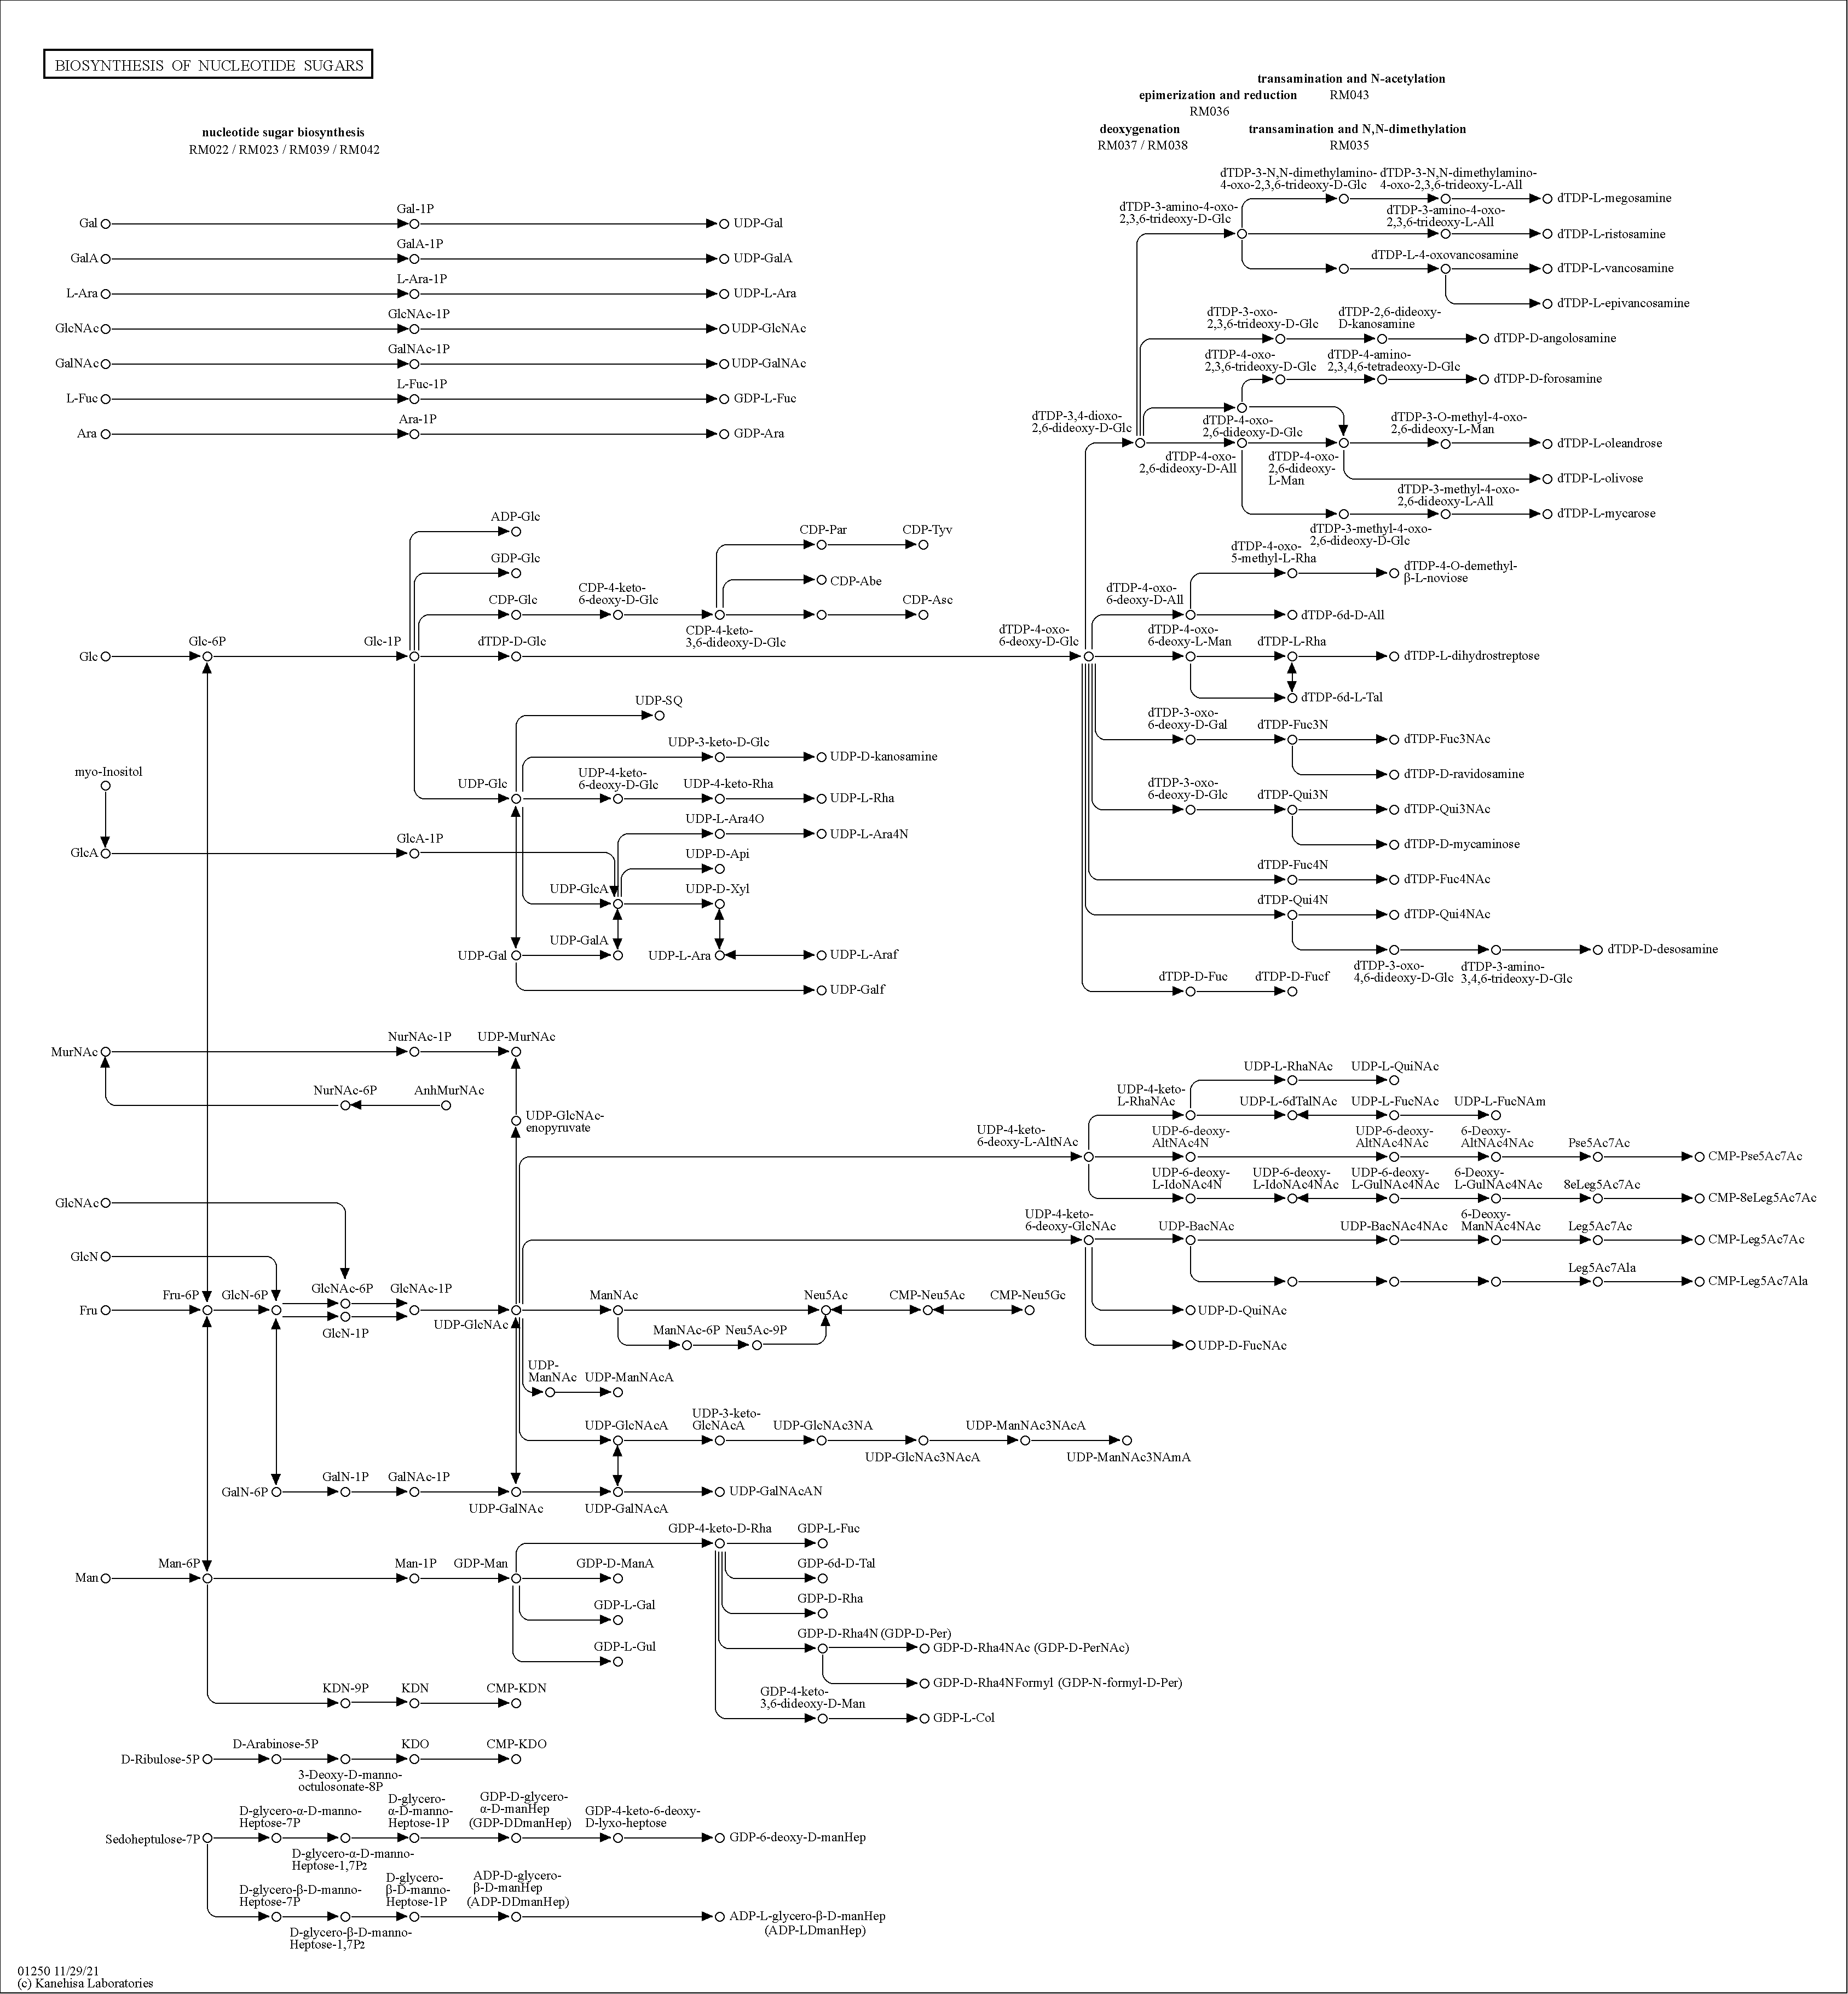 BIOSYNTHESIS OF NUCLEOTIDE SUGARS
transamination and N-acetylation
epimerization and reduction RM043
RM036
nucleotide sugar biosynthesis
RM022 / RM023 / RM039 / RM042
deoxygenation
RM037 / RM038
transamination and N,N-dimethylation
RM035
Gal
Gal-1P
UDP-Gal
GalA
GalA-1P
UDP-GalA
L-Ara
L-Ara-1P
UDP-L-Ara
GlcNAc
GlcNAc-1P
UDP-GlcNAc
GalNAc
GalNAc-1P
UDP-GalNAc
L-Fuc
L-Fuc-1P
GDP-L-Fuc
Ara
Ara-1P
GDP-Ara
dTDP-3-amino-4-oxo-
2,3,6-trideoxy-D-Glc
dTDP-3-N,N-dimethylamino-
4-oxo-2,3,6-trideoxy-D-Glc
dTDP-3-N,N-dimethylamino-
4-oxo-2,3,6-trideoxy-L-All
dTDP-L-megosamine
dTDP-3-amino-4-oxo-
2,3,6-trideoxy-L-All
dTDP-L-ristosamine
dTDP-L-4-oxovancosamine
dTDP-L-vancosamine
dTDP-L-epivancosamine
dTDP-3-oxo-
2,3,6-trideoxy-D-Glc
dTDP-2,6-dideoxy-
D-kanosamine
dTDP-D-angolosamine
dTDP-4-oxo-
2,3,6-trideoxy-D-Glc
dTDP-4-amino-
2,3,4,6-tetradeoxy-D-Glc
dTDP-D-forosamine
dTDP-3,4-dioxo-
2,6-dideoxy-D-Glc
dTDP-4-oxo-
2,6-dideoxy-D-Glc
dTDP-3-O-methyl-4-oxo-
2,6-dideoxy-L-Man
dTDP-L-oleandrose
dTDP-4-oxo-
2,6-dideoxy-D-All
dTDP-4-oxo-
2,6-dideoxy-
L-Man
dTDP-L-olivose
dTDP-3-methyl-4-oxo-
2,6-dideoxy-L-All
dTDP-L-mycarose
dTDP-3-methyl-4-oxo-
2,6-dideoxy-D-Glc
ADP-Glc
GDP-Glc
CDP-Glc
CDP-4-keto-
6-deoxy-D-Glc
CDP-4-keto-
3,6-dideoxy-D-Glc
CDP-Par
CDP-Tyv
CDP-Abe
CDP-Asc
Glc
Glc-6P
Glc-1P
dTDP-D-Glc
dTDP-4-oxo-
6-deoxy-D-Glc
dTDP-4-oxo-
6-deoxy-D-All
dTDP-4-oxo-
5-methyl-L-Rha
dTDP-4-O-demethyl-
β-L-noviose
dTDP-6d-D-All
dTDP-4-oxo-
6-deoxy-L-Man
dTDP-L-Rha
dTDP-L-dihydrostreptose
dTDP-6d-L-Tal
dTDP-3-oxo-
6-deoxy-D-Gal
dTDP-Fuc3N
dTDP-Fuc3NAc
dTDP-D-ravidosamine
dTDP-3-oxo-
6-deoxy-D-Glc
dTDP-Qui3N
dTDP-Qui3NAc
dTDP-D-mycaminose
dTDP-Fuc4N
dTDP-Fuc4NAc
dTDP-Qui4N
dTDP-Qui4NAc
dTDP-D-desosamine
dTDP-3-oxo-
4,6-dideoxy-D-Glc
dTDP-3-amino-
3,4,6-trideoxy-D-Glc
dTDP-D-Fuc
dTDP-D-Fucf
UDP-SQ
UDP-3-keto-D-Glc
UDP-D-kanosamine
myo-Inositol
UDP-Glc
UDP-4-keto-
6-deoxy-D-Glc
UDP-4-keto-Rha
UDP-L-Rha
UDP-L-Ara4O
UDP-L-Ara4N
GlcA
GlcA-1P
UDP-D-Api
UDP-GlcA
UDP-D-Xyl
UDP-Gal
UDP-GalA
UDP-L-Ara
UDP-L-Araf
UDP-Galf
MurNAc
NurNAc-1P
UDP-MurNAc
NurNAc-6P
AnhMurNAc
UDP-GlcNAc-
enopyruvate
UDP-4-keto-
6-deoxy-L-AltNAc
UDP-4-keto-
L-RhaNAc
UDP-L-RhaNAc
UDP-L-QuiNAc
UDP-L-6dTalNAc
UDP-L-FucNAc
UDP-L-FucNAm
UDP-6-deoxy-
AltNAc4N
UDP-6-deoxy-
AltNAc4NAc
6-Deoxy-
AltNAc4NAc
Pse5Ac7Ac
CMP-Pse5Ac7Ac
UDP-6-deoxy-
L-IdoNAc4N
UDP-6-deoxy-
L-IdoNAc4NAc
UDP-6-deoxy-
L-GulNAc4NAc
6-Deoxy-
L-GulNAc4NAc
8eLeg5Ac7Ac
CMP-8eLeg5Ac7Ac
UDP-4-keto-
6-deoxy-GlcNAc
UDP-BacNAc
UDP-BacNAc4NAc
6-Deoxy-
ManNAc4NAc
Leg5Ac7Ac
CMP-Leg5Ac7Ac
Leg5Ac7Ala
CMP-Leg5Ac7Ala
UDP-D-QuiNAc
UDP-D-FucNAc
GlcNAc
GlcN
Fru
Fru-6P
GlcN-6P
GlcNAc-6P
GlcNAc-1P
GlcN-1P
UDP-GlcNAc
ManNAc
Neu5Ac
CMP-Neu5Ac
CMP-Neu5Gc
ManNAc-6P
Neu5Ac-9P
UDP-
ManNAc
UDP-ManNAcA
UDP-GlcNAcA
UDP-3-keto-
GlcNAcA
UDP-GlcNAc3NA
UDP-GlcNAc3NAcA
UDP-ManNAc3NAcA
UDP-ManNAc3NAmA
GalN-6P
GalN-1P
GalNAc-1P
UDP-GalNAc
UDP-GalNAcA
UDP-GalNAcAN
Man
Man-6P
Man-1P
GDP-Man
GDP-4-keto-D-Rha
GDP-L-Fuc
GDP-D-ManA
GDP-6d-D-Tal
GDP-L-Gal
GDP-D-Rha
GDP-L-Gul
GDP-D-Rha4N (GDP-D-Per)
GDP-D-Rha4NAc (GDP-D-PerNAc)
GDP-D-Rha4NFormyl (GDP-N-formyl-D-Per)
GDP-4-keto-
3,6-dideoxy-D-Man
GDP-L-Col
KDN-9P
KDN
CMP-KDN
D-Ribulose-5P
D-Arabinose-5P
3-Deoxy-D-manno-
octulosonate-8P
KDO
CMP-KDO
Sedoheptulose-7P
D-glycero-α-D-manno-
Heptose-7P
D-glycero-α-D-manno-
Heptose-1,7P2
D-glycero-
α-D-manno-
Heptose-1P
GDP-D-glycero-
α-D-manHep
(GDP-DDmanHep)
GDP-4-keto-6-deoxy-
D-lyxo-heptose
GDP-6-deoxy-D-manHep
D-glycero-β-D-manno-
Heptose-7P
D-glycero-β-D-manno-
Heptose-1,7P2
D-glycero-
β-D-manno-
Heptose-1P
ADP-D-glycero-
β-D-manHep
(ADP-DDmanHep)
ADP-L-glycero-β-D-manHep
(ADP-LDmanHep)
01250 11/29/21
(c) Kanehisa Laboratories